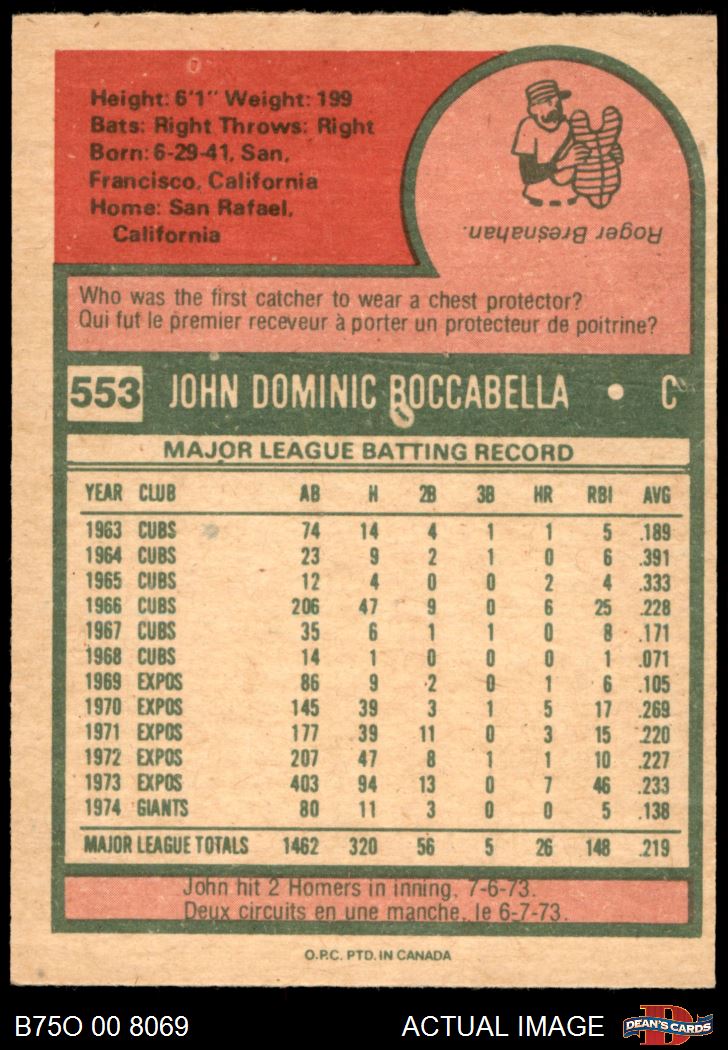 Height: 6'1" Weight: 199
Bats: Right Throws: Right
Born: 6-29-41, San,
Francisco, California
Home: San Rafael,
California
Roger Bresnahan.
Who was the first catcher to wear a chest protector?
Qui fut le premier receveur à porter un protecteur de poitrine?
553 JOHN DOMINIC BOCCABELLA • C
MAJOR LEAGUE BATTING RECORD
YEAR CLUB AB H 2B 3B HR RBI AVG
1963 CUBS 74 14 4 1 1 5 .189
1964 CUBS 23 9 2 1 0 6 .391
1965 CUBS 12 4 0 0 2 4 .333
1966 CUBS 206 47 9 0 6 25 .228
1967 CUBS 35 6 1 1 0 8 .171
1968 CUBS 14 1 0 0 0 1 .071
1969 EXPOS 86 9 2 0 1 6 .105
1970 EXPOS 145 39 3 1 5 17 .269
1971 EXPOS 177 39 11 0 3 15 .220
1972 EXPOS 207 47 8 1 1 10 .227
1973 EXPOS 403 94 13 0 7 46 .233
1974 GIANTS 80 11 3 0 0 5 .138
MAJOR LEAGUE TOTALS 1462 320 56 5 26 148 .219
John hit 2 Homers in inning, 7-6-73.
Deux circuits en une manche, le 6-7-73.
O.P.C. PTD. IN CANADA
B75O 00 8069 ACTUAL IMAGE
D
DEAN'S CARDS